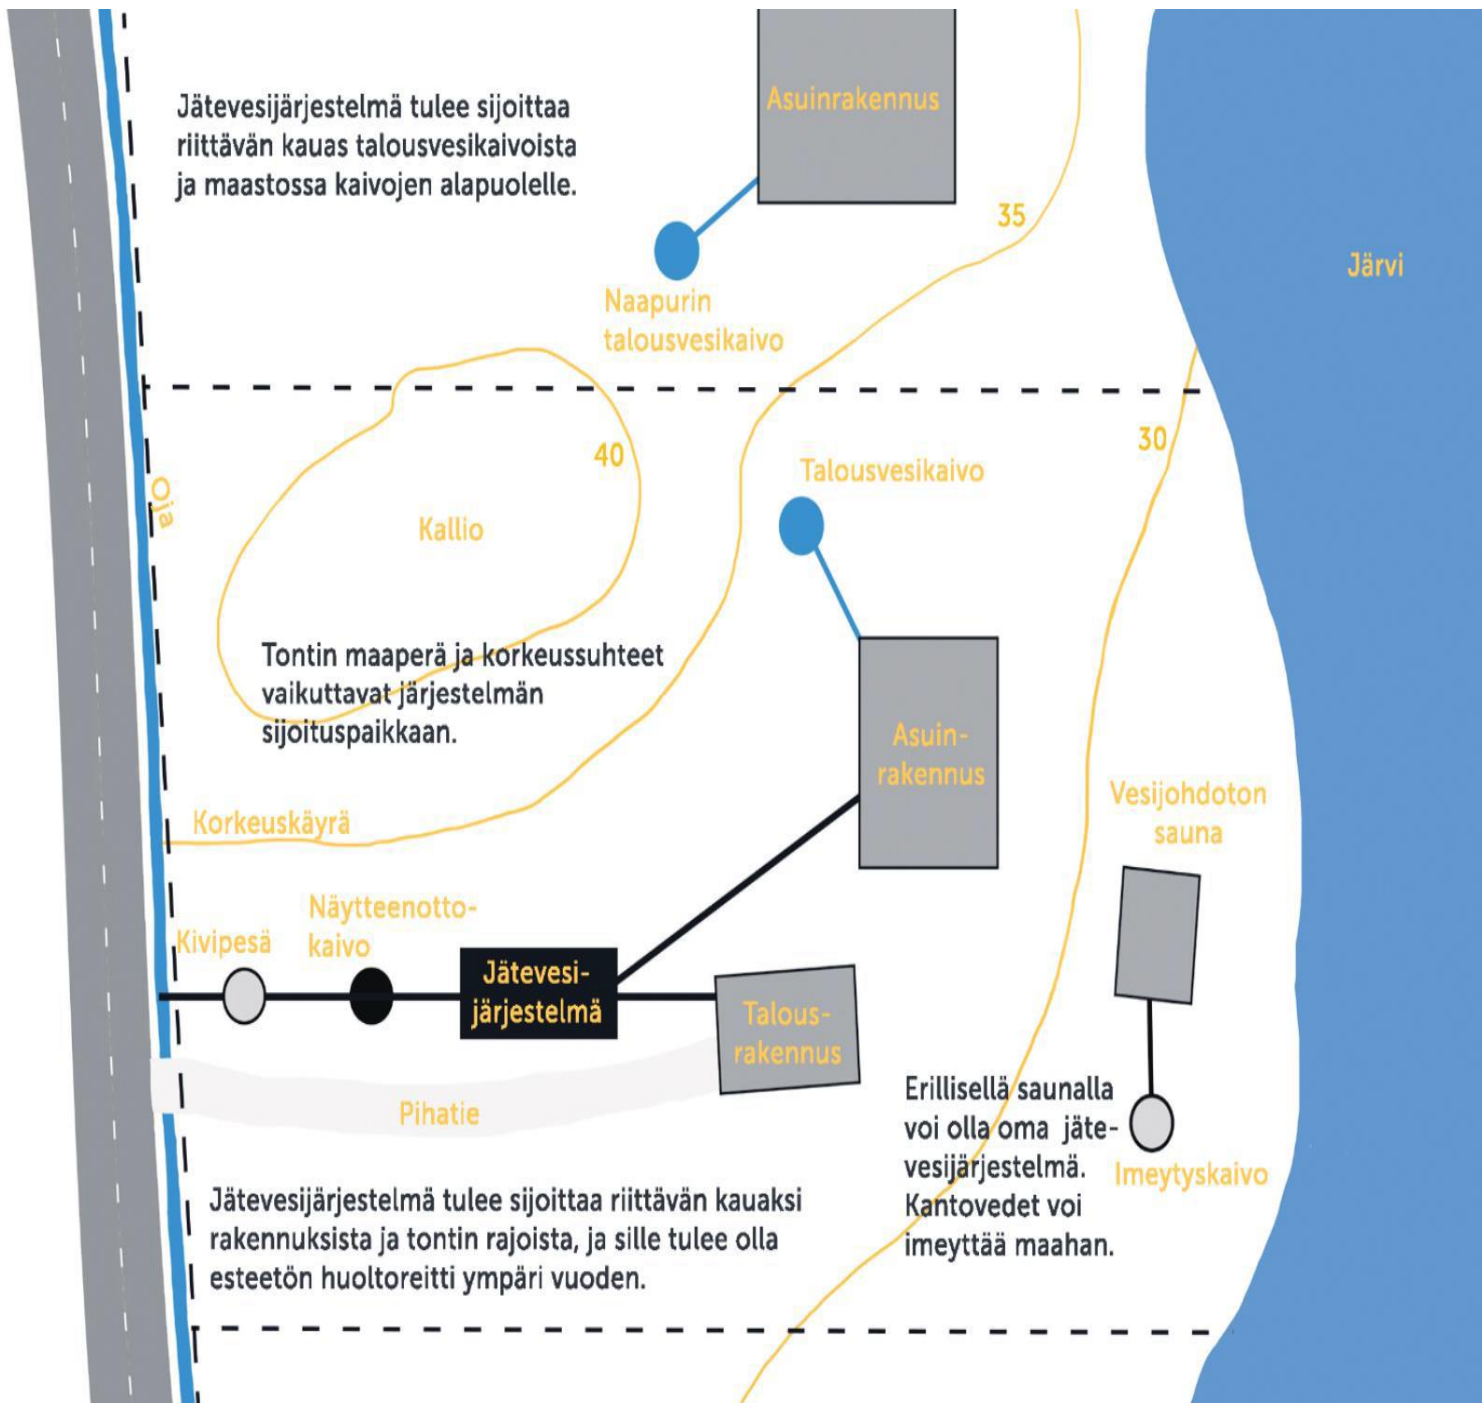 Asuinrakennus
Jätevesijärjestelmä tulee sijoittaa
riittävän kauas talousvesikaivoista
ja maastossa kaivojen alapuolelle.
35
Järvi
Naapurin
talousvesikaivo
40
30
Talousvesikaivo
Oja
Kallio
Tontin maaperä ja korkeussuhteet
vaikuttavat järjestelmän
sijoituspaikkaan.
Asuin-
rakennus
Vesijohdoton
sauna
Korkeuskäyrä
Näytteenotto-
kaivo
Kivipesä
Jätevesi-
järjestelmä
Talous-
rakennus
Pihatie
Erillisellä saunalla
voi olla oma jäte-
vesijärjestelmä.
Kantovedet voi
imeyttää maahan.
Imeytyskaivo
Jätevesijärjestelmä tulee sijoittaa riittävän kauaksi
rakennuksista ja tontin rajoista, ja sille tulee olla
esteetön huoltoreitti ympäri vuoden.